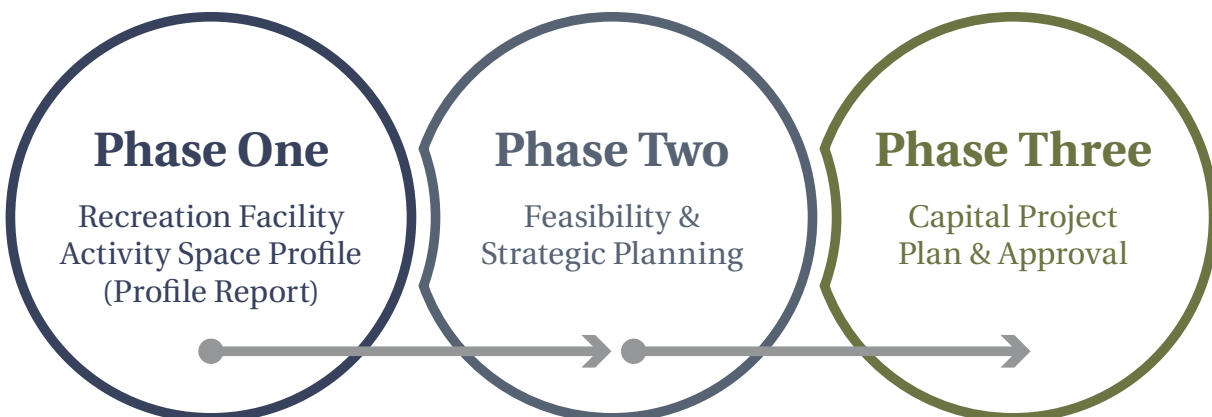 Phase One
Recreation Facility
Activity Space Profile
(Profile Report)
Phase Two
Feasibility &
Strategic Planning
Phase Three
Capital Project
Plan & Approval